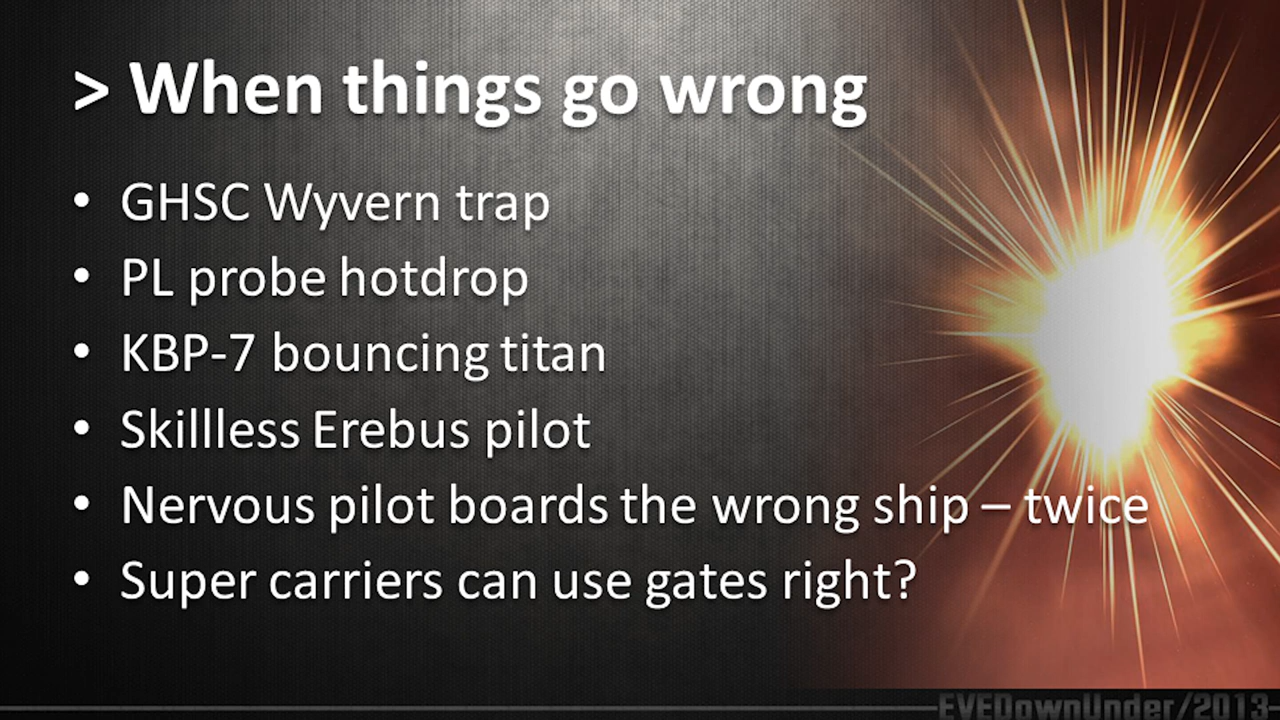 > When things go wrong
• GHSC Wyvern trap
• PL probe hotdrop
• KBP-7 bouncing titan
• Skillless Erebus pilot
• Nervous pilot boards the wrong ship – twice
• Super carriers can use gates right?
EVEDownUnder/2013